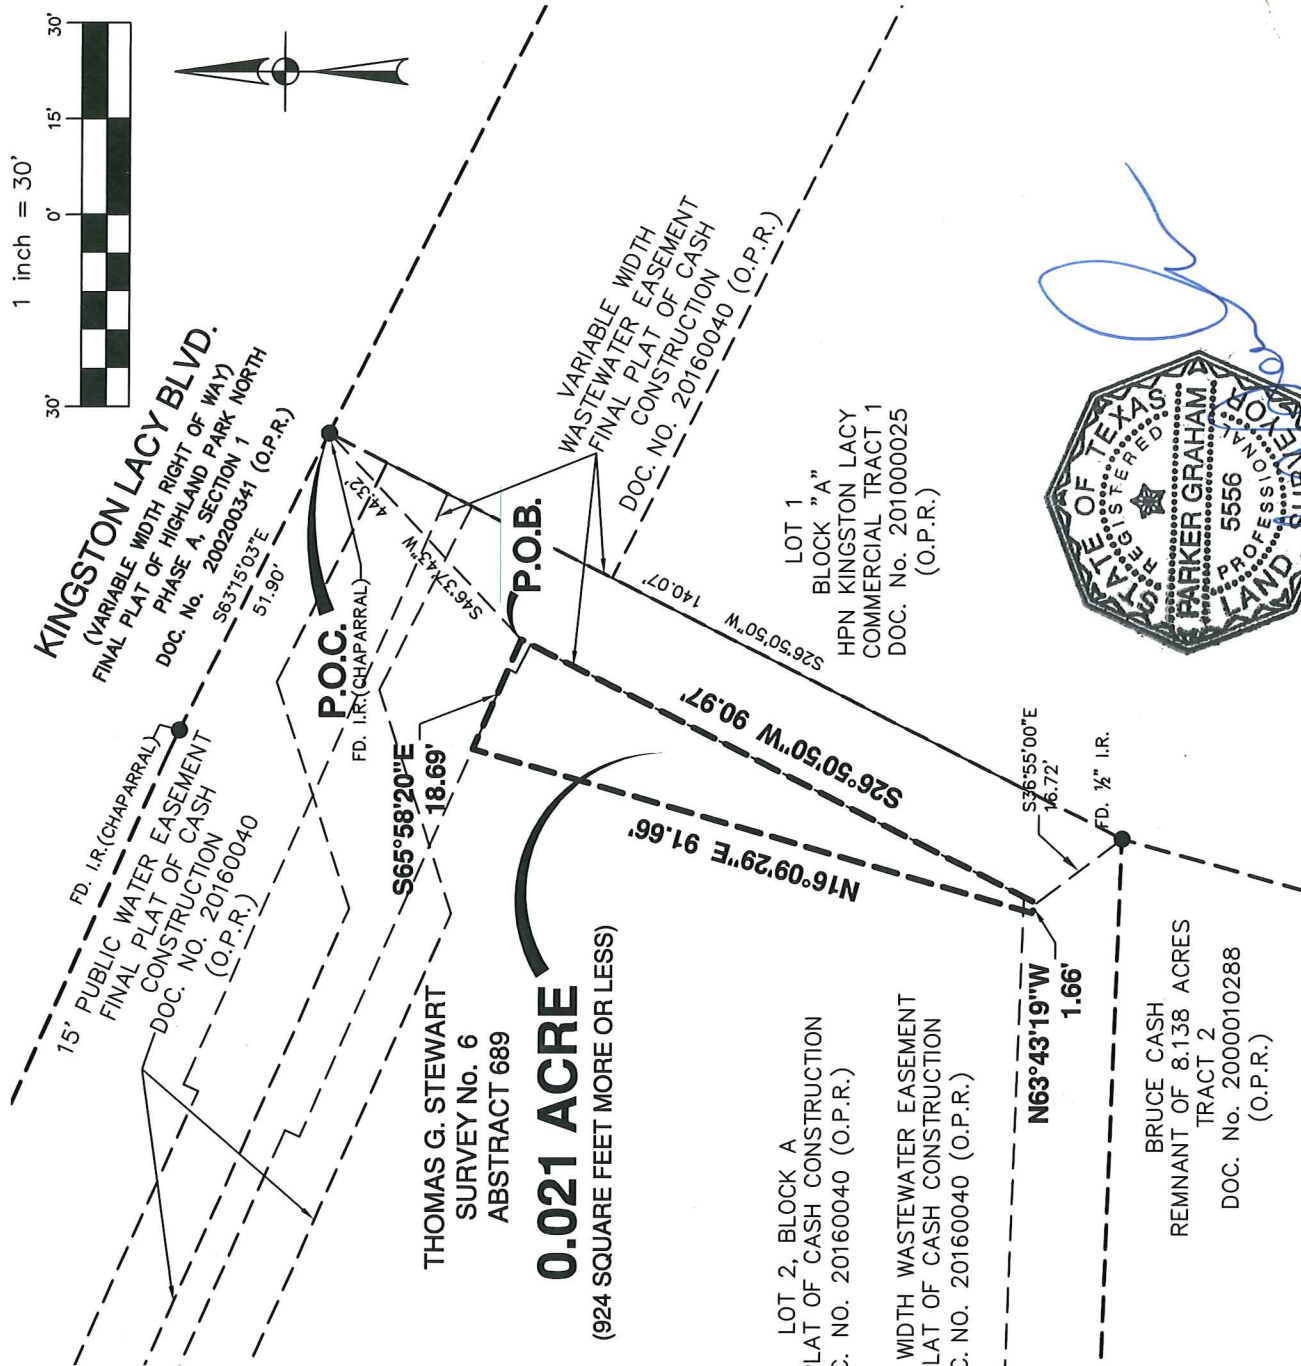 1 inch = 30'
30'
0'
15'
30'
KINGSTON LACY BLVD.
(VARIABLE WIDTH RIGHT OF WAY)
FINAL PLAT OF HIGHLAND PARK NORTH
PHASE A, SECTION 1
DOC. No. 200200341 (O.P.R.)
S63°15'03"E
51.90'
FD. I.R.(CHAPARRAL)
15' PUBLIC WATER EASEMENT
FINAL PLAT OF CASH
CONSTRUCTION
DOC. NO. 20160040
(O.P.R.)
P.O.C.
FD. I.R.(CHAPARRAL)
44.32'
S46°37'43"W
P.O.B.
VARIABLE WIDTH
WASTEWATER EASEMENT
FINAL PLAT OF CASH
CONSTRUCTION
DOC. NO. 20160040 (O.P.R.)
S65°58'20"E
18.69'
S26°50'50"W 140.07'
S26°50'50"W 90.97'
N16°09'29"E 91.66'
THOMAS G. STEWART
SURVEY No. 6
ABSTRACT 689
0.021 ACRE
(924 SQUARE FEET MORE OR LESS)
LOT 1
BLOCK "A"
HPN KINGSTON LACY
COMMERCIAL TRACT 1
DOC. No. 201000025
(O.P.R.)
S36°55'00"E
16.72'
FD. ½" I.R.
N63°43'19"W
1.66'
LOT 2, BLOCK A
PLAT OF CASH CONSTRUCTION
C. NO. 20160040 (O.P.R.)
WIDTH WASTEWATER EASEMENT
LAT OF CASH CONSTRUCTION
C. NO. 20160040 (O.P.R.)
BRUCE CASH
REMNANT OF 8.138 ACRES
TRACT 2
DOC. No. 2000010288
(O.P.R.)
STATE OF TEXAS
REGISTERED
PARKER GRAHAM
5556
PROFESSIONAL
LAND SURVEYOR